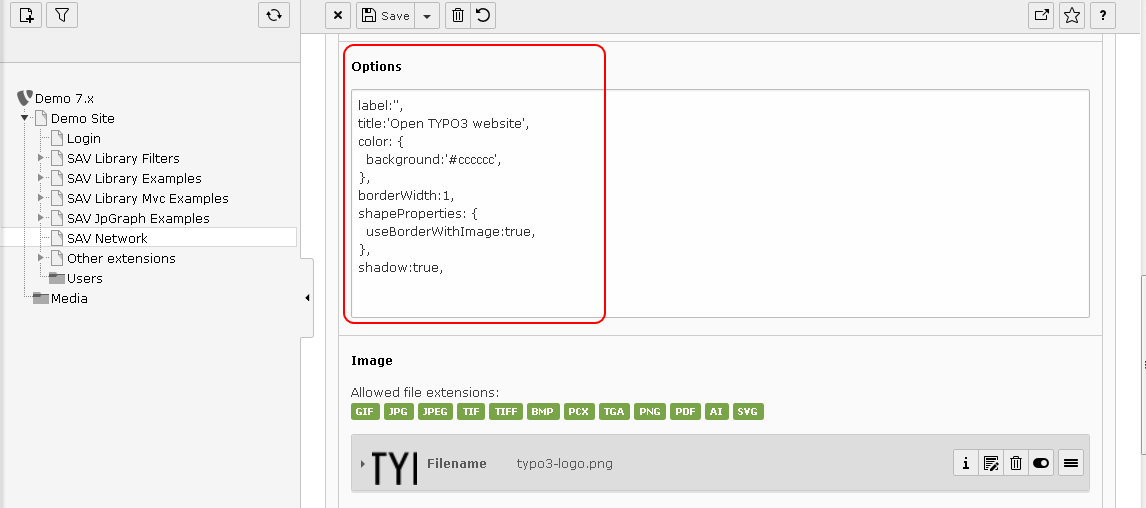 Save
?
Demo 7.x
Demo Site
Login
SAV Library Filters
SAV Library Examples
SAV Library Mvc Examples
SAV JpGraph Examples
SAV Network
Other extensions
Users
Media
Options
label:'',
title:'Open TYPO3 website',
color: {
background:'#cccccc',
},
borderWidth:1,
shapeProperties: {
useBorderWithImage:true,
},
shadow:true,
Image
Allowed file extensions:
GIF JPG JPEG TIF TIFF BMP PCX TGA PNG PDF AI SVG
TYI Filename typo3-logo.png